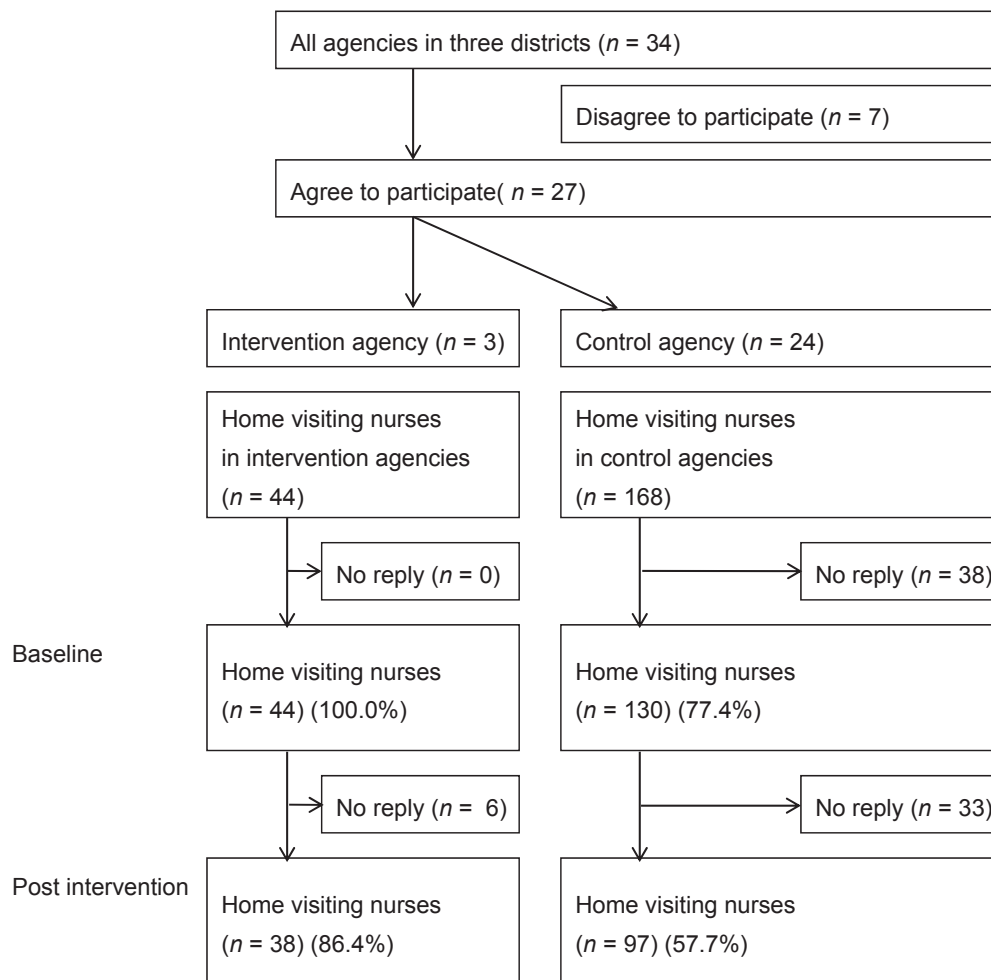 All agencies in three districts (n = 34)
Disagree to participate (n = 7)
Agree to participate( n = 27)
Intervention agency (n = 3)
Control agency (n = 24)
Home visiting nurses
in intervention agencies
(n = 44)
Home visiting nurses
in control agencies
(n = 168)
No reply (n = 0)
No reply (n = 38)
Baseline
Home visiting nurses
(n = 44) (100.0%)
Home visiting nurses
(n = 130) (77.4%)
No reply (n =  6)
No reply (n = 33)
Post intervention
Home visiting nurses
(n = 38) (86.4%)
Home visiting nurses
(n = 97) (57.7%)